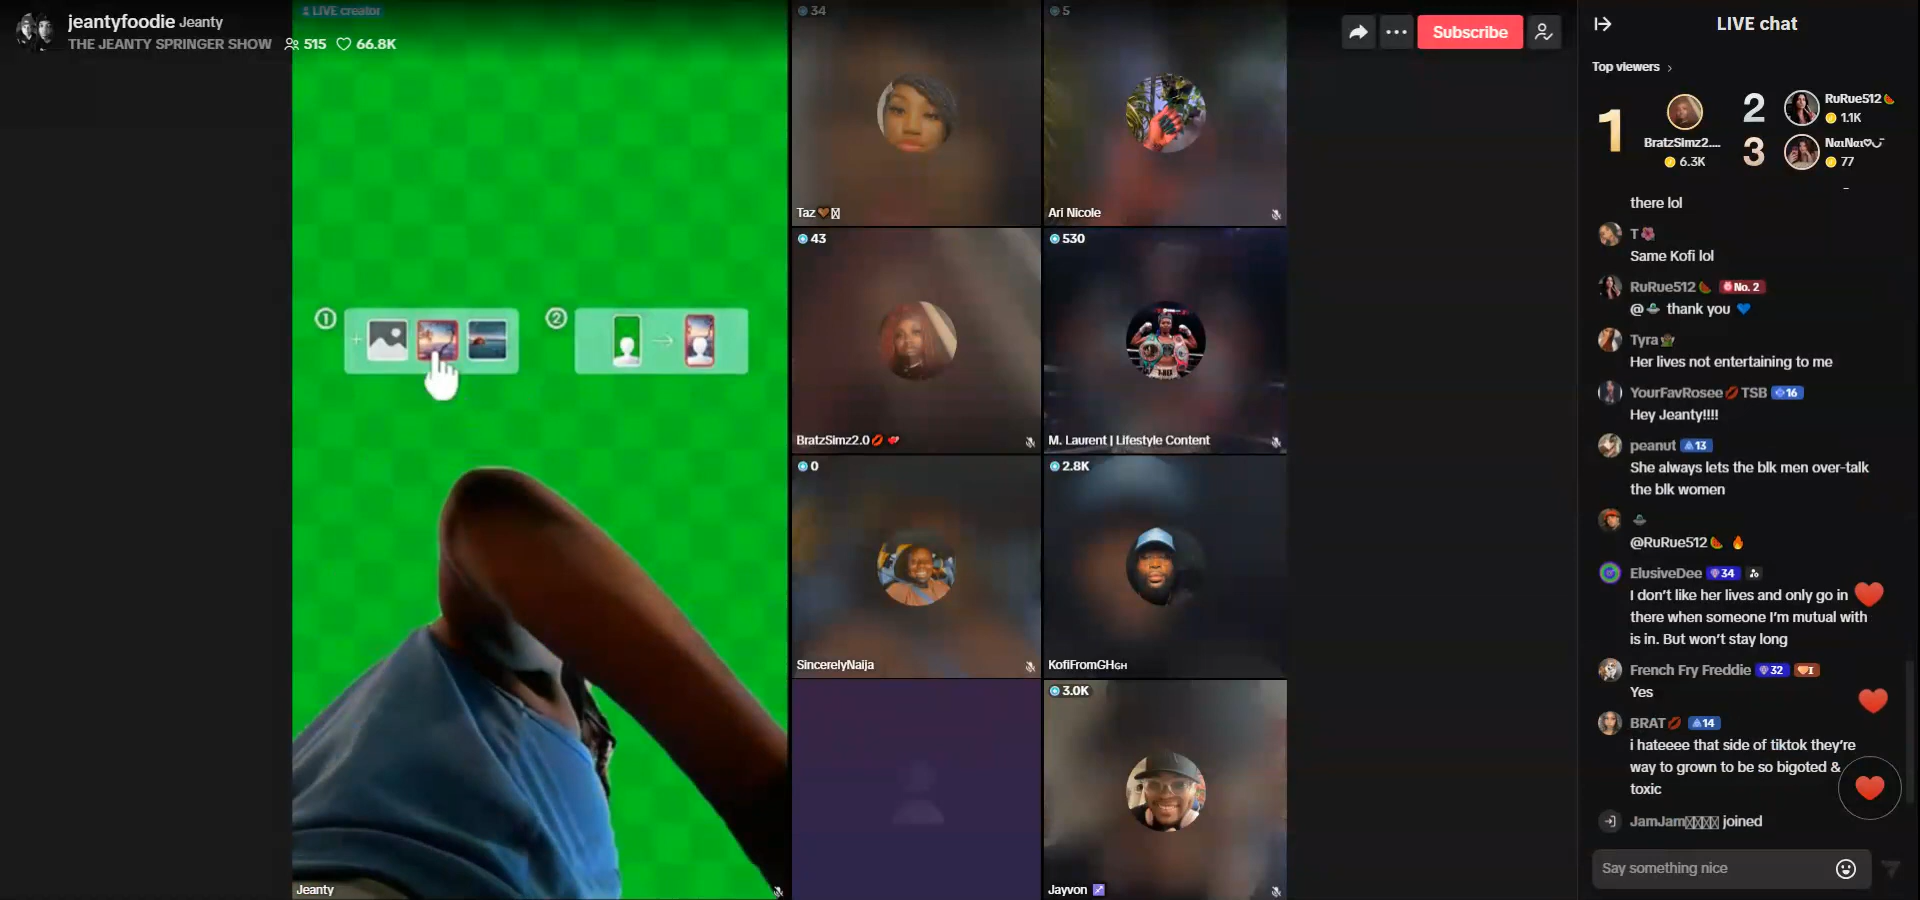 jeantyfoodie Jeanty
THE JEANTY SPRINGER SHOW 515 66.8K
LIVE creator
1
2
34
Taz
5
Ari Nicole
43
BratzSimz2.0
530
M. Laurent | Lifestyle Content
0
SincerelyNaija
2.8K
KofiFromGH GH
3.0K
Jayvon
Jeanty
Subscribe
LIVE chat
Top viewers
1
BratzSimz2....
6.3K
2
RuRue512
1.1K
3
NαιNαι
77
there lol
T
Same Kofi lol
RuRue512 No. 2
@ thank you
Tyra
Her lives not entertaining to me
YourFavRosee TSB 16
Hey Jeanty!!!!
peanut 13
She always lets the blk men over-talk
the blk women
@RuRue512
ElusiveDee 34
I don't like her lives and only go in
there when someone I'm mutual with
is in. But won't stay long
French Fry Freddie 32 I
Yes
BRAT 14
i hateeee that side of tiktok they're
way to grown to be so bigoted &
toxic
JamJam joined
Say something nice